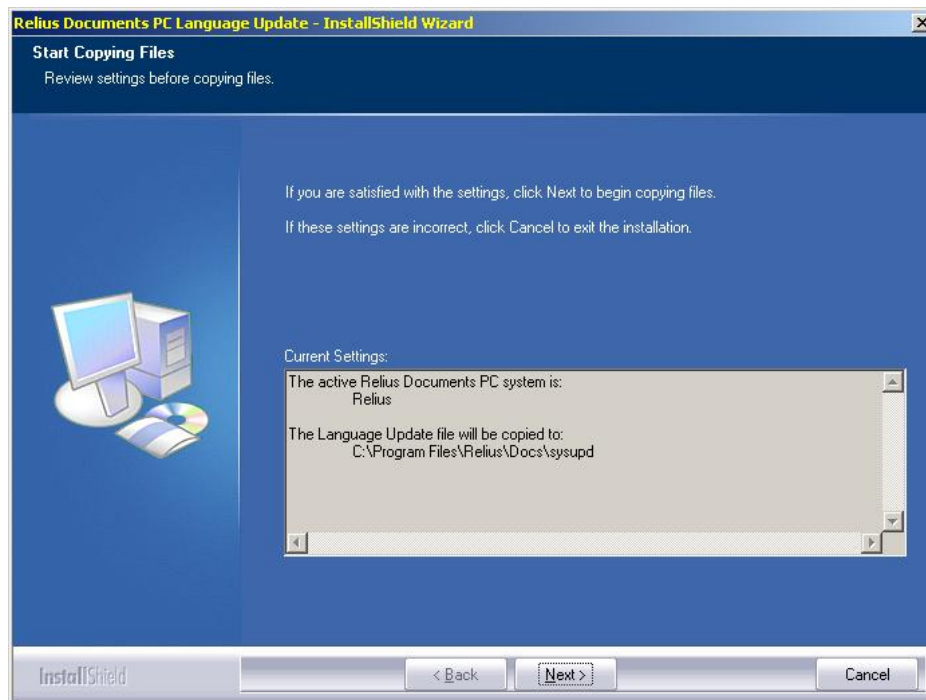 Relius Documents PC Language Update - InstallShield Wizard
Start Copying Files
Review settings before copying files.
If you are satisfied with the settings, click Next to begin copying files.
If these settings are incorrect, click Cancel to exit the installation.
Current Settings:
The active Relius Documents PC system is:
Relius
The Language Update file will be copied to:
C:\Program Files\Relius\Docs\sysupd
InstallShield
< Back
Next >
Cancel